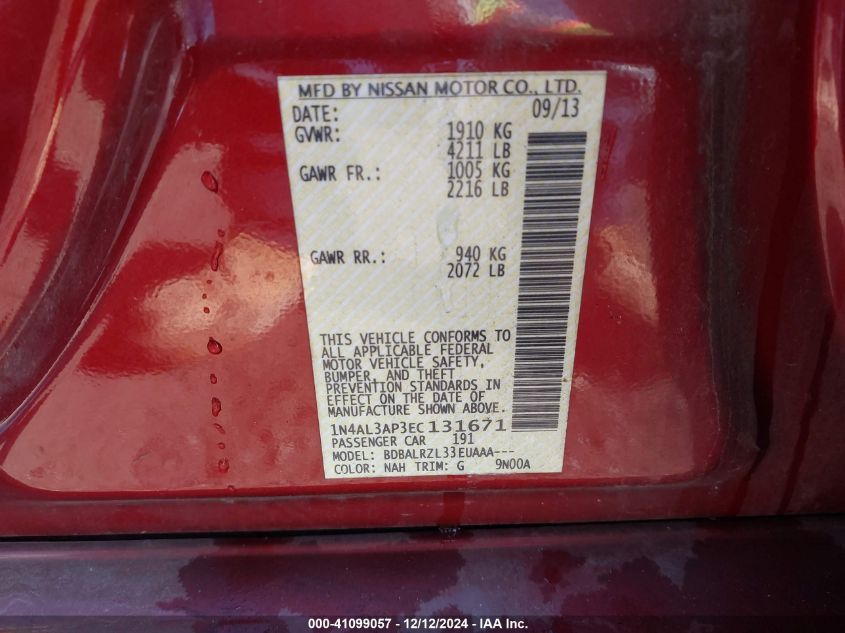 MFD BY NISSAN MOTOR CO., LTD.
DATE: 09/13
GVWR: 1910 KG
4211 LB
GAWR FR.: 1005 KG
2216 LB
GAWR RR.: 940 KG
2072 LB
THIS VEHICLE CONFORMS TO
ALL APPLICABLE FEDERAL
MOTOR VEHICLE SAFETY,
BUMPER, AND THEFT
PREVENTION STANDARDS IN
EFFECT ON THE DATE OF
MANUFACTURE SHOWN ABOVE.
1N4AL3AP3EC131671
PASSENGER CAR 191
MODEL: BDBALRZL33EUAAA---
COLOR: NAH TRIM: G 9N00A
000-41099057 - 12/12/2024 - IAA Inc.